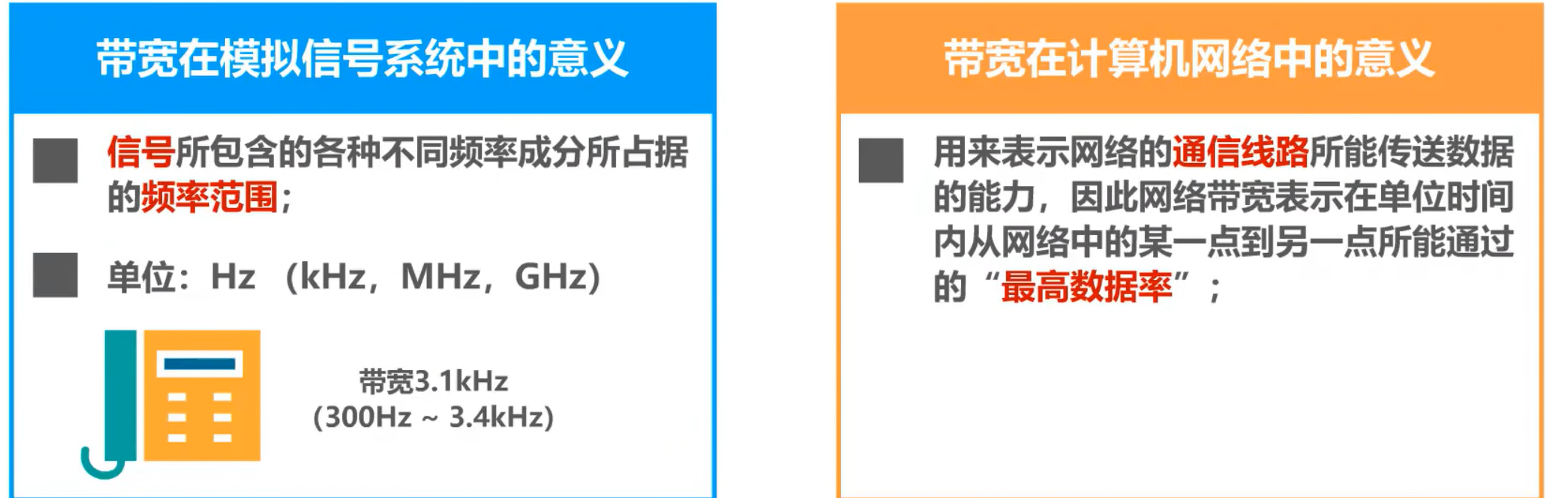 带宽在模拟信号系统中的意义
信号所包含的各种不同频率成分所占据
的频率范围；
单位：Hz （kHz，MHz，GHz）
带宽3.1kHz
(300Hz ~ 3.4kHz)
带宽在计算机网络中的意义
用来表示网络的通信线路所能传送数据
的能力，因此网络带宽表示在单位时间
内从网络中的某一点到另一点所能通过
的“最高数据率”；